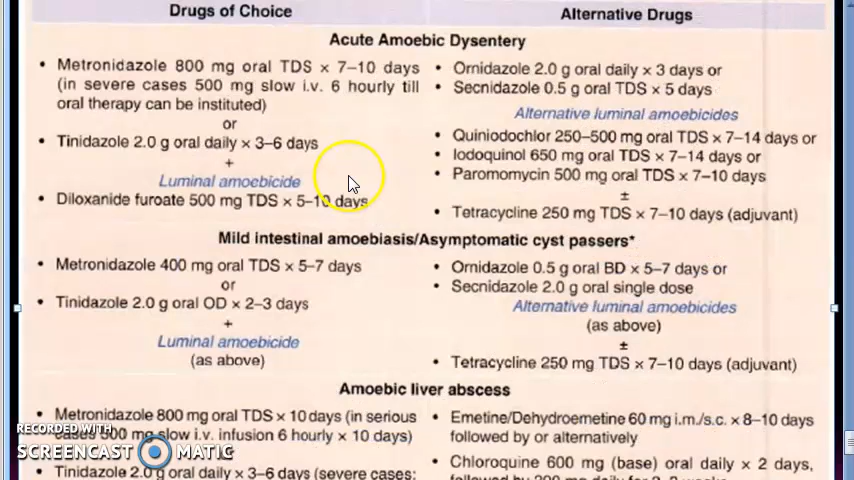 Drugs of Choice
Alternative Drugs
Acute Amoebic Dysentery
• Metronidazole 800 mg oral TDS × 7–10 days
(in severe cases 500 mg slow i.v. 6 hourly till
oral therapy can be instituted)
or
• Tinidazole 2.0 g oral daily × 3–6 days
+
Luminal amoebicide
• Diloxanide furoate 500 mg TDS × 5–10 days
• Ornidazole 2.0 g oral daily × 3 days or
• Secnidazole 0.5 g oral TDS × 5 days
Alternative luminal amoebicides
• Quiniodochlor 250–500 mg oral TDS × 7–14 days or
• Iodoquinol 650 mg oral TDS × 7–14 days or
• Paromomycin 500 mg oral TDS × 7–10 days
±
• Tetracycline 250 mg TDS × 7–10 days (adjuvant)
Mild intestinal amoebiasis/Asymptomatic cyst passers*
• Metronidazole 400 mg oral TDS × 5–7 days
or
• Tinidazole 2.0 g oral OD × 2–3 days
+
Luminal amoebicide
(as above)
• Ornidazole 0.5 g oral BD × 5–7 days or
• Secnidazole 2.0 g oral single dose
Alternative luminal amoebicides
(as above)
±
• Tetracycline 250 mg TDS × 7–10 days (adjuvant)
Amoebic liver abscess
• Metronidazole 800 mg oral TDS × 10 days (in serious
cases 500 mg slow i.v. infusion 6 hourly × 10 days)
• Tinidazole 2.0 g oral daily × 3–6 days (severe cases:
• Emetine/Dehydroemetine 60 mg i.m./s.c. × 8–10 days
followed by or alternatively
• Chloroquine 600 mg (base) oral daily × 2 days,
RECORDED WITH
SCREENCAST MATIC